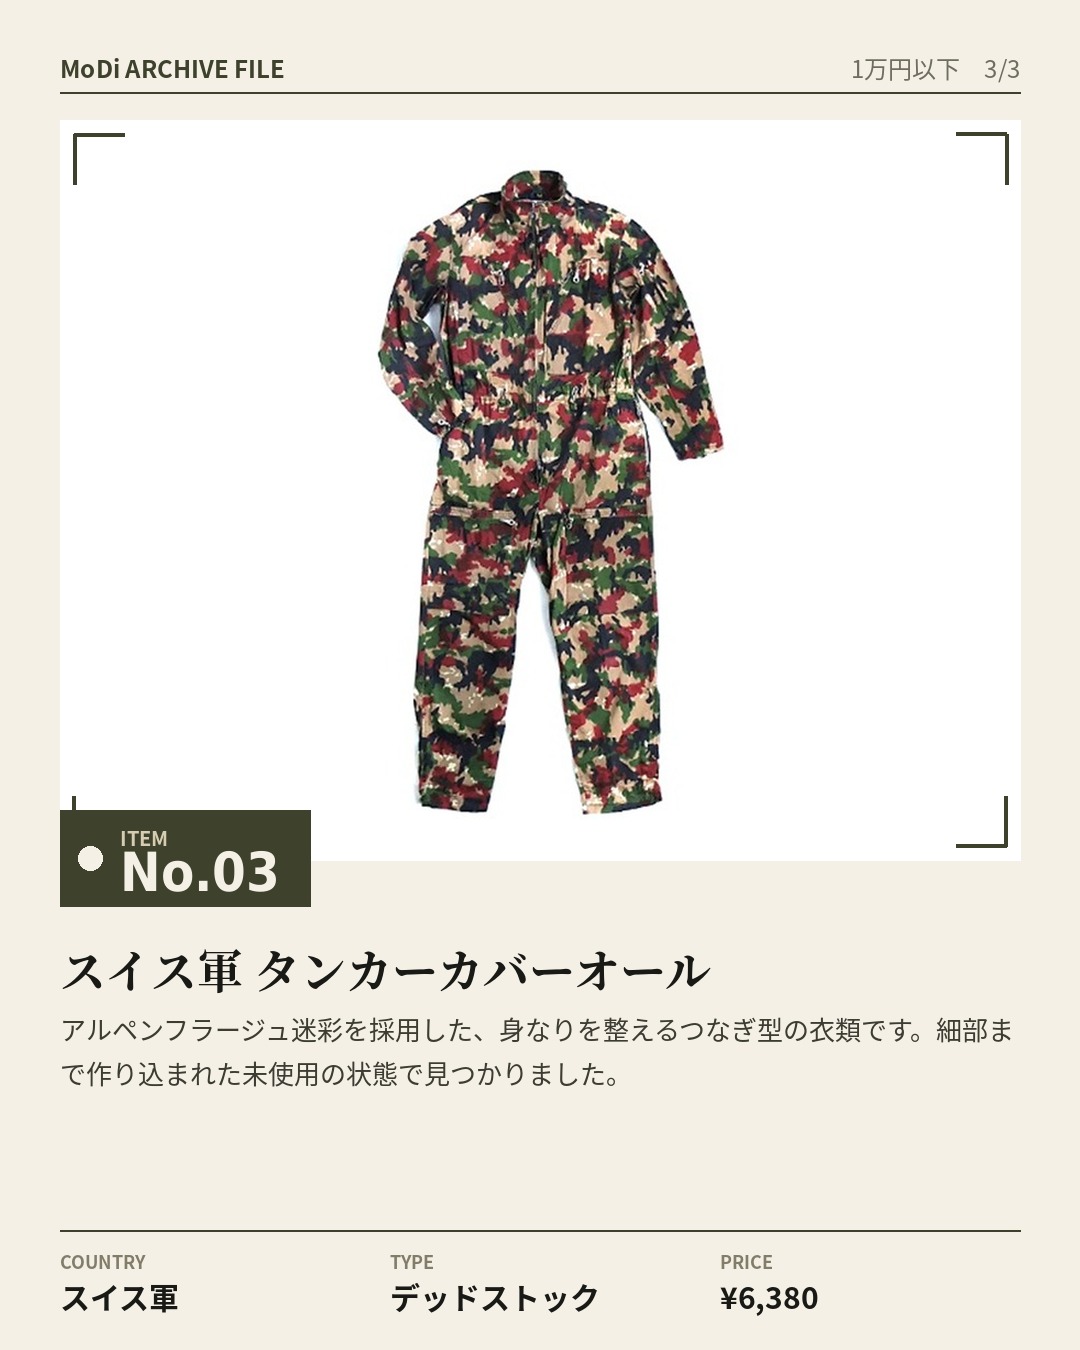 MoDi ARCHIVE FILE
1万円以下 3/3
ITEM
No.03
スイス軍 タンカーカバーオール
アルペンフラージュ迷彩を採用した、身なりを整えるつなぎ型の衣類です。細部ま
で作り込まれた未使用の状態で見つかりました。
COUNTRY
スイス軍
TYPE
デッドストック
PRICE
¥6,380